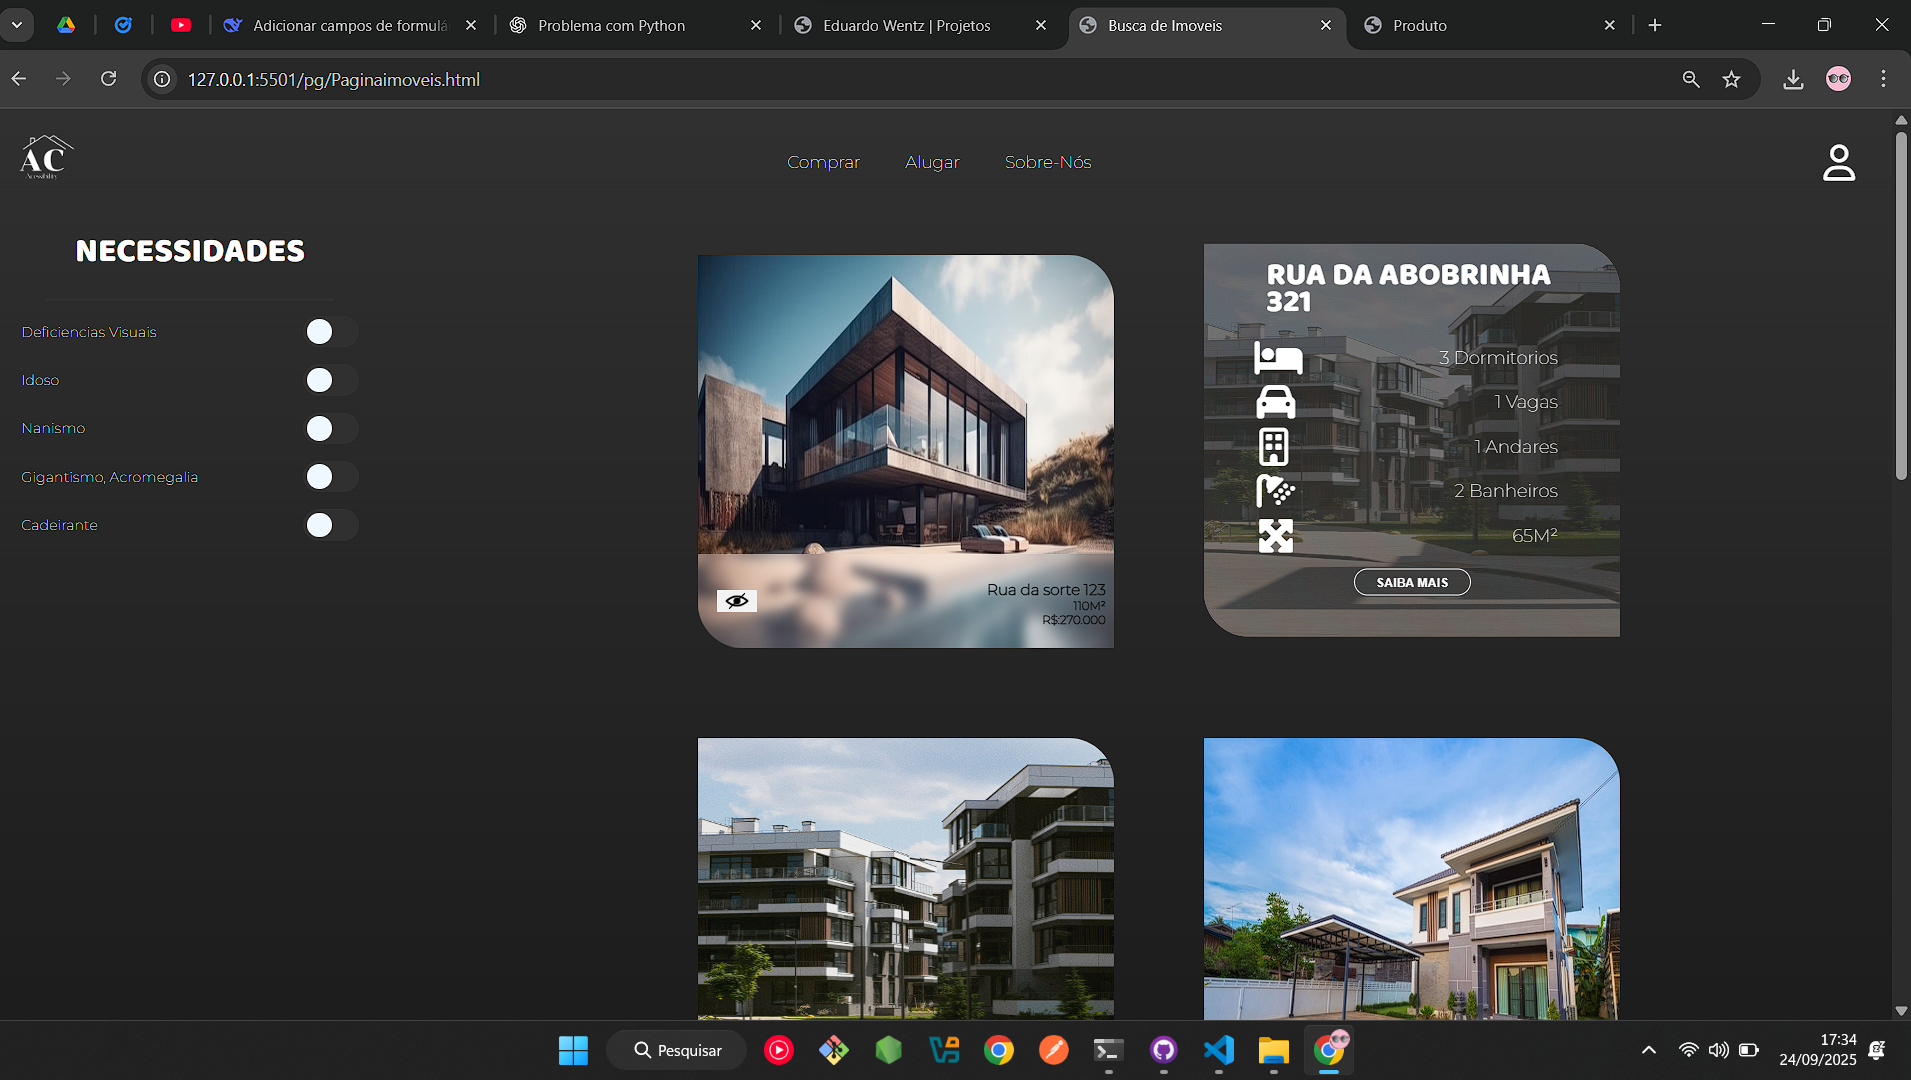 Adicionar campos de formulá
Problema com Python
Eduardo Wentz | Projetos
Busca de Imoveis
Produto
127.0.0.1:5501/pg/Paginaimoveis.html
AC
Acessibility
Comprar
Alugar
Sobre-Nós
NECESSIDADES
Deficiencias Visuais
Idoso
Nanismo
Gigantismo, Acromegalia
Cadeirante
Rua da sorte 123
110M²
R$:270.000
RUA DA ABOBRINHA
321
3 Dormitorios
1 Vagas
1 Andares
2 Banheiros
65M²
SAIBA MAIS
Pesquisar
17:34
24/09/2025